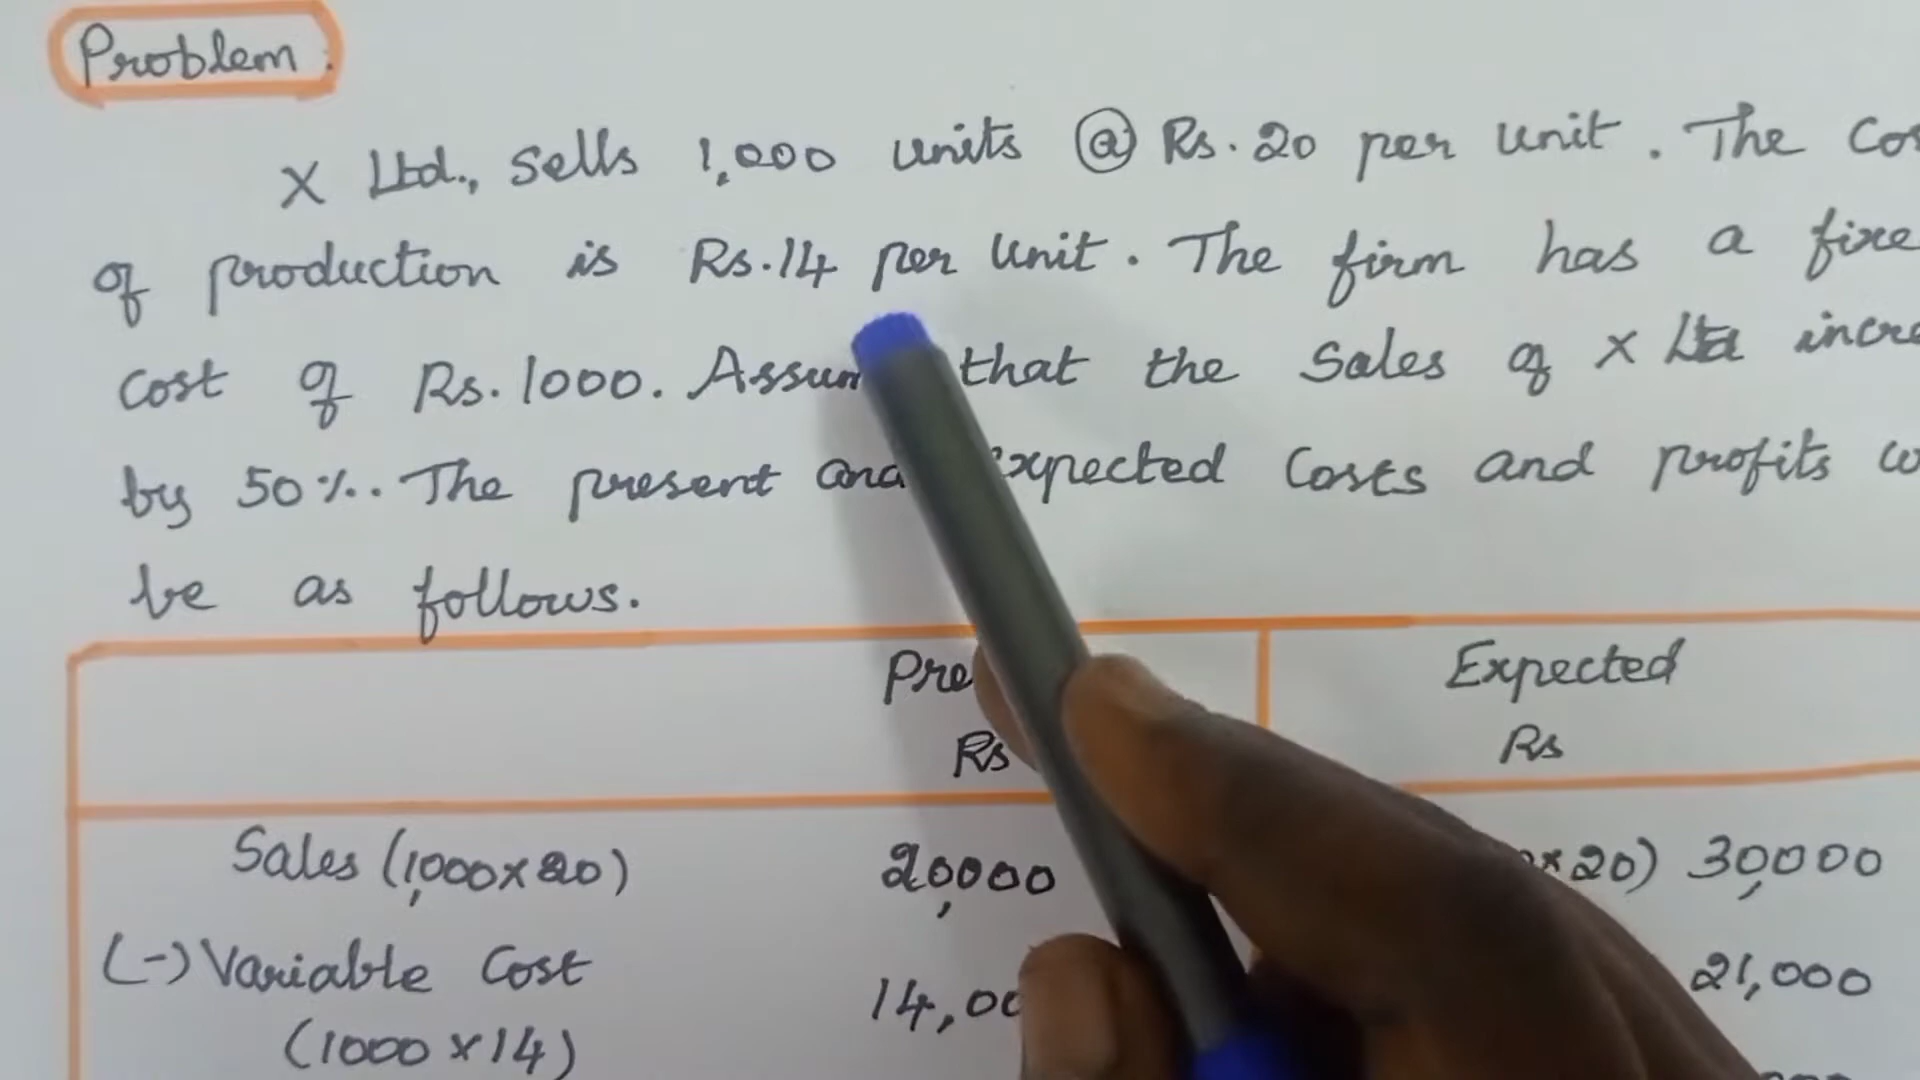 Problem:
X Ltd., Sells 1,000 units @ Rs. 20 per unit. The
of production is Rs. 14 per Unit. The firm has a
cost of Rs. 1000. that the Sales of X Ltd
by 50%. The present and Costs and profits
be as follows.
Expected
Rs Rs
Sales (1,000x20) 20,000 30,000
(-) Variable Cost 21,000
(1000 x 14)